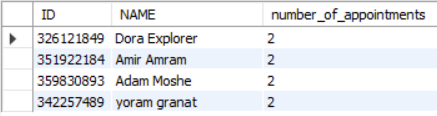 ID NAME number_of_appointments
326121849 Dora Explorer 2
351922184 Amir Amram 2
359830893 Adam Moshe 2
342257489 yoram granat 2